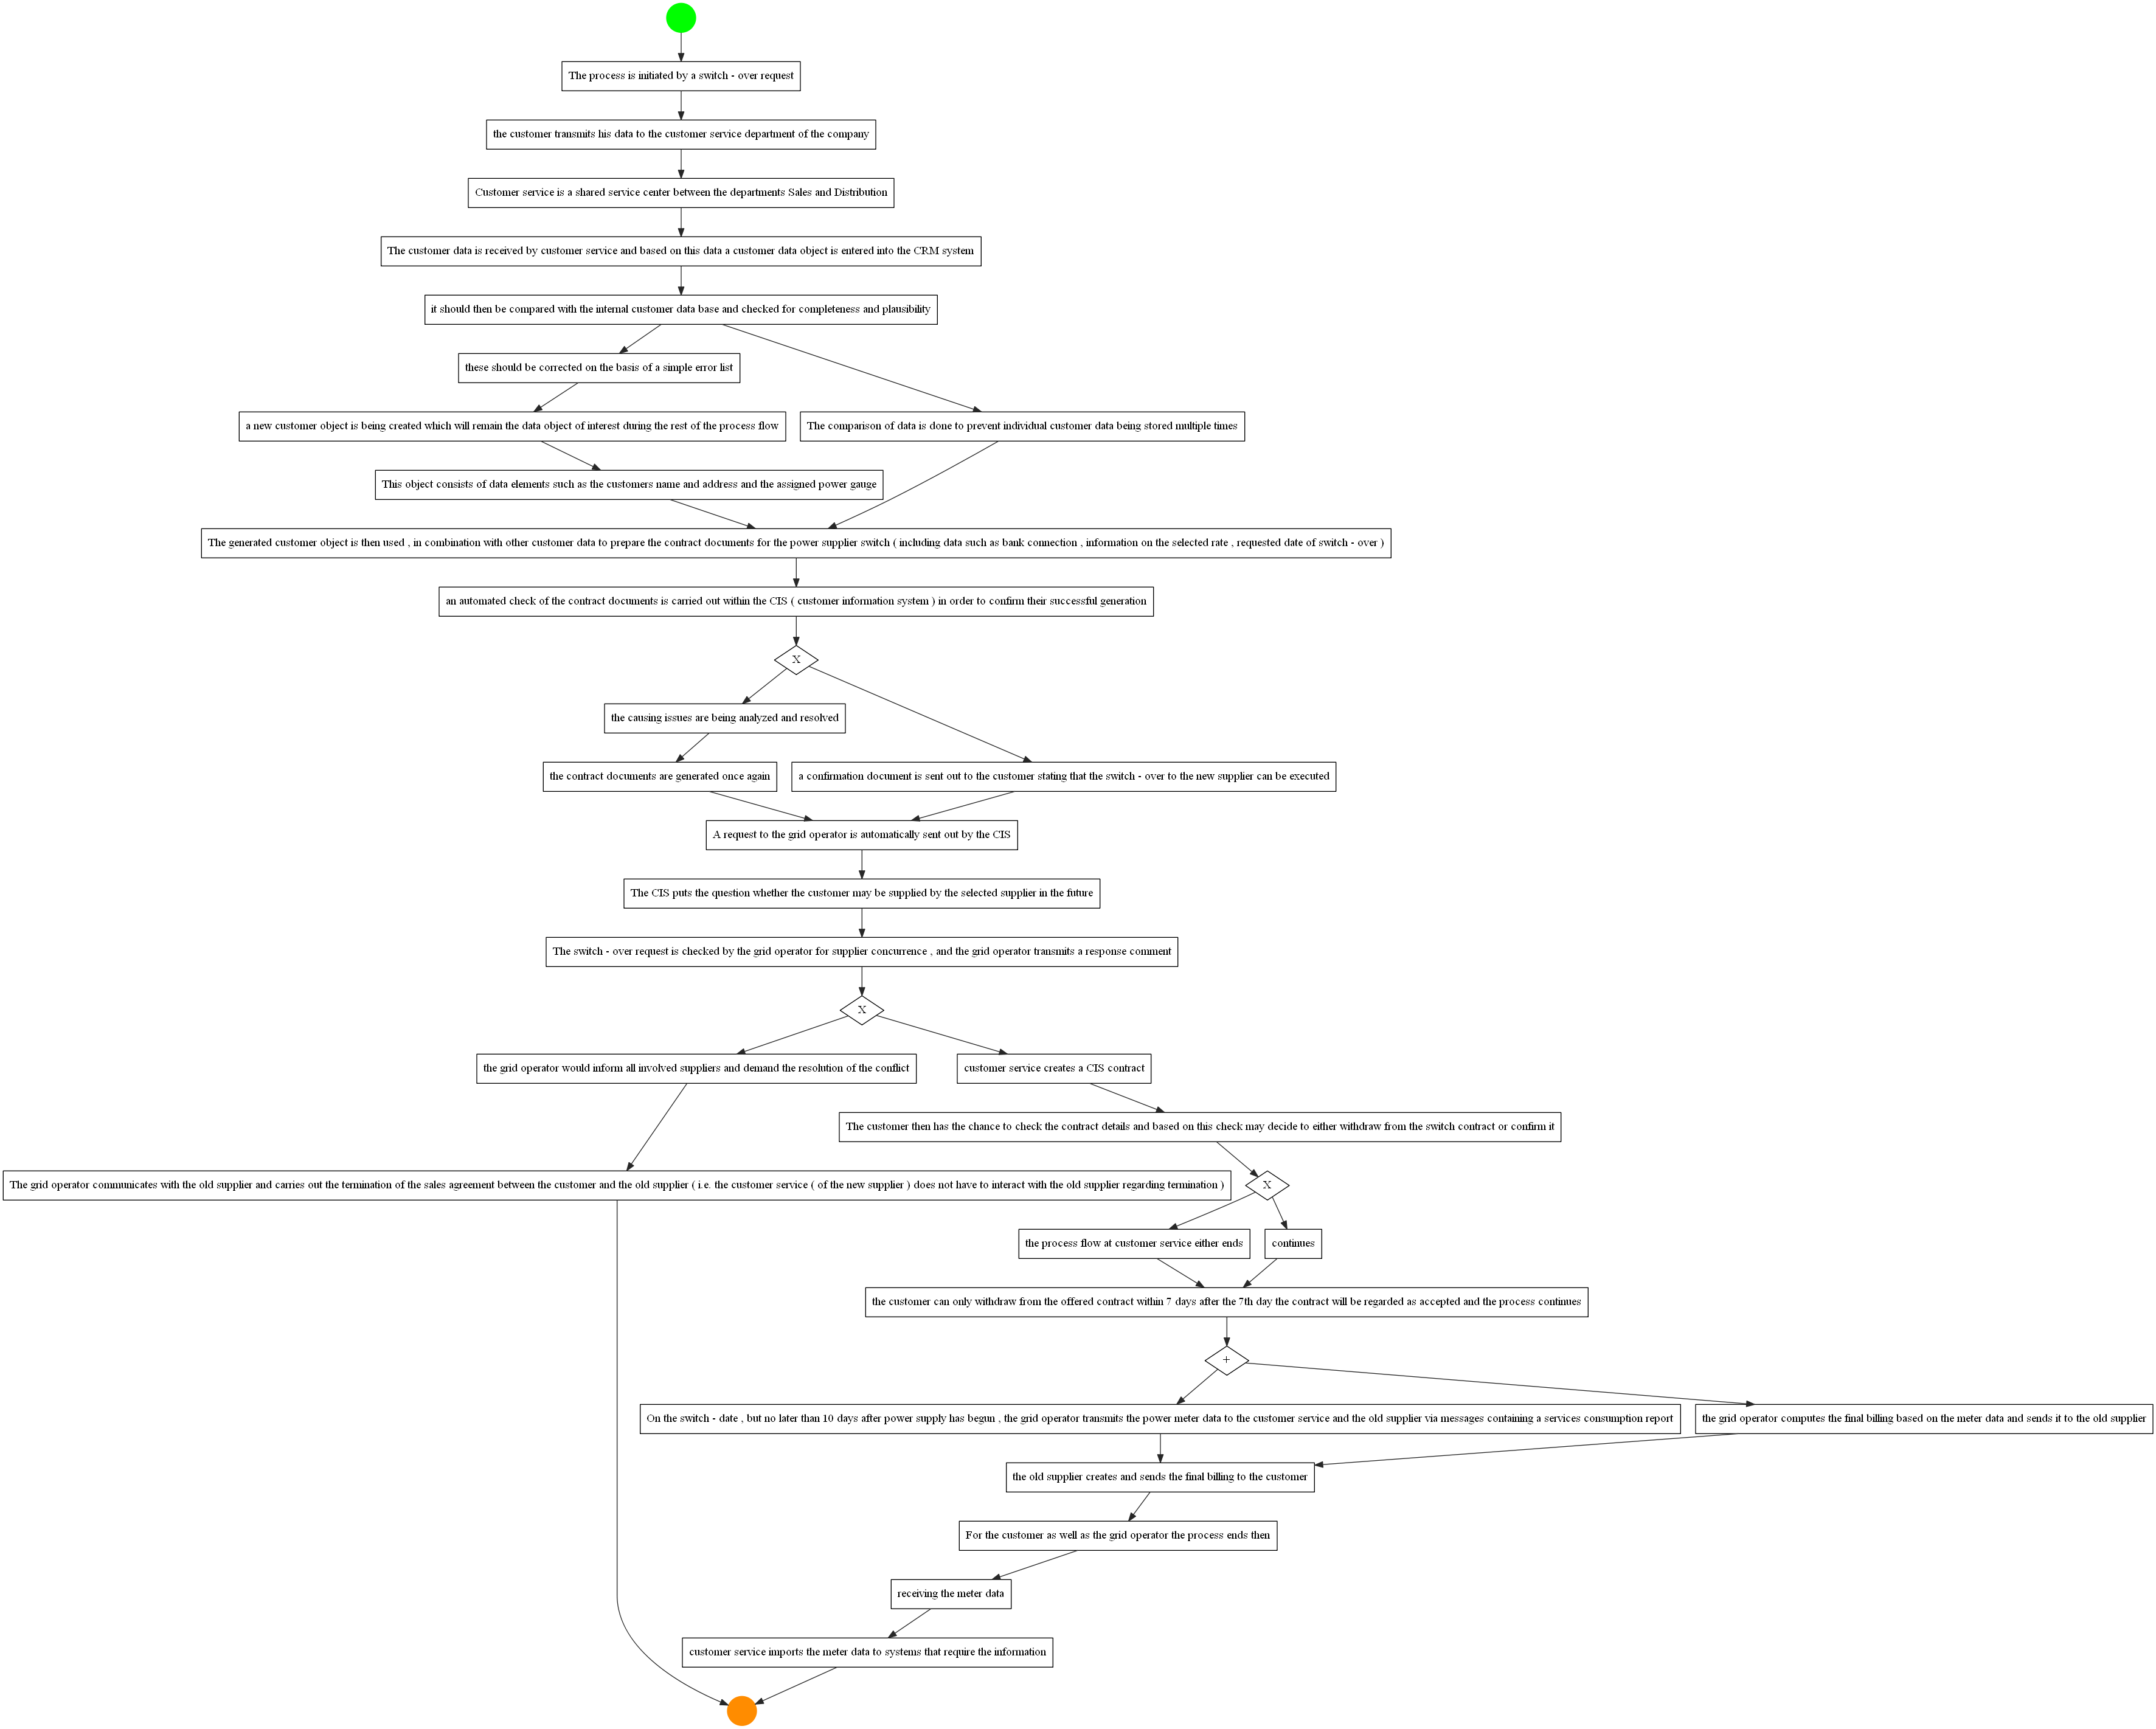 The process is initiated by a switch - over request
the customer transmits his data to the customer service department of the company
Customer service is a shared service center between the departments Sales and Distribution
The customer data is received by customer service and based on this data a customer data object is entered into the CRM system
it should then be compared with the internal customer data base and checked for completeness and plausibility
these should be corrected on the basis of a simple error list
a new customer object is being created which will remain the data object of interest during the rest of the process flow
The comparison of data is done to prevent individual customer data being stored multiple times
This object consists of data elements such as the customers name and address and the assigned power gauge
The generated customer object is then used , in combination with other customer data to prepare the contract documents for the power supplier switch ( including data such as bank connection , information on the selected rate , requested date of switch - over )
an automated check of the contract documents is carried out within the CIS ( customer information system ) in order to confirm their successful generation
X
the causing issues are being analyzed and resolved
the contract documents are generated once again
a confirmation document is sent out to the customer stating that the switch - over to the new supplier can be executed
A request to the grid operator is automatically sent out by the CIS
The CIS puts the question whether the customer may be supplied by the selected supplier in the future
The switch - over request is checked by the grid operator for supplier concurrence , and the grid operator transmits a response comment
X
the grid operator would inform all involved suppliers and demand the resolution of the conflict
customer service creates a CIS contract
The customer then has the chance to check the contract details and based on this check may decide to either withdraw from the switch contract or confirm it
The grid operator communicates with the old supplier and carries out the termination of the sales agreement between the customer and the old supplier ( i.e. the customer service ( of the new supplier ) does not have to interact with the old supplier regarding termination )
X
the process flow at customer service either ends
continues
the customer can only withdraw from the offered contract within 7 days after the 7th day the contract will be regarded as accepted and the process continues
+
On the switch - date , but no later than 10 days after power supply has begun , the grid operator transmits the power meter data to the customer service and the old supplier via messages containing a services consumption report
the grid operator computes the final billing based on the meter data and sends it to the old supplier
the old supplier creates and sends the final billing to the customer
For the customer as well as the grid operator the process ends then
receiving the meter data
customer service imports the meter data to systems that require the information